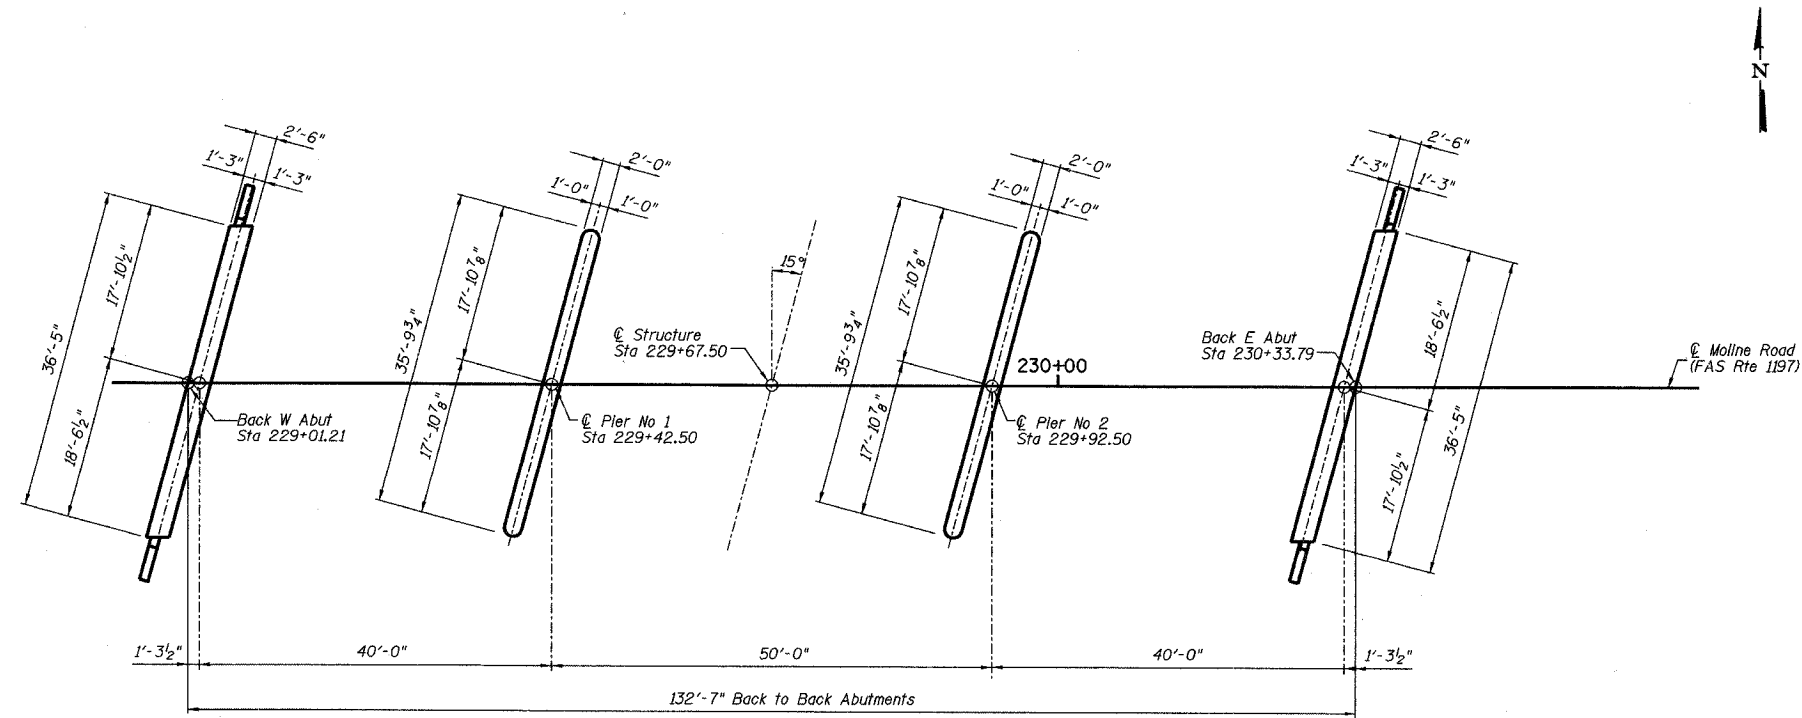 N
2'-6"
1'-3"
1'-3"
17'-10½"
36'-5"
18'-6½"
Back W Abut
Sta 229+01.21
2'-0"
1'-0"
1'-0"
17'-10⅞"
35'-9¾"
17'-10⅞"
℄ Pier No 1
Sta 229+42.50
15°
℄ Structure
Sta 229+67.50
2'-0"
1'-0"
1'-0"
17'-10⅞"
35'-9¾"
17'-10⅞"
230+00
℄ Pier No 2
Sta 229+92.50
2'-6"
1'-3"
1'-3"
Back E Abut
Sta 230+33.79
18'-6½"
36'-5"
17'-10½"
℄ Moline Road
(FAS Rte 1197)
1'-3½"
40'-0"
50'-0"
40'-0"
1'-3½"
132'-7" Back to Back Abutments